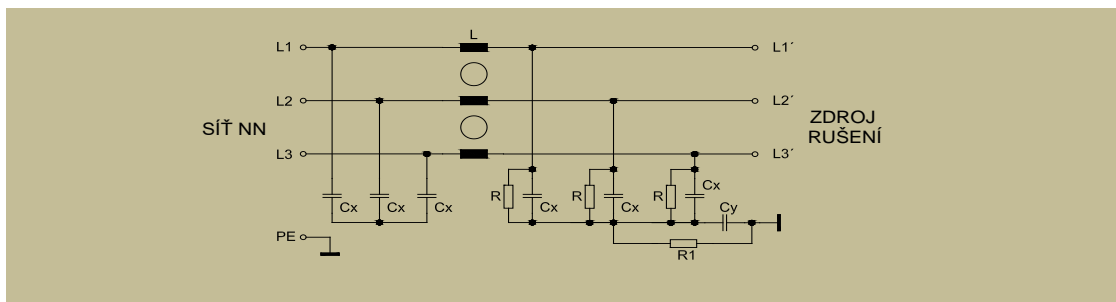 L
L1
L1´
L2
L2´
SÍŤ NN
ZDROJ
RUŠENÍ
L3
L3´
Cx
Cx
Cx
R
Cx
R
Cx
R
Cx
Cy
PE
R1